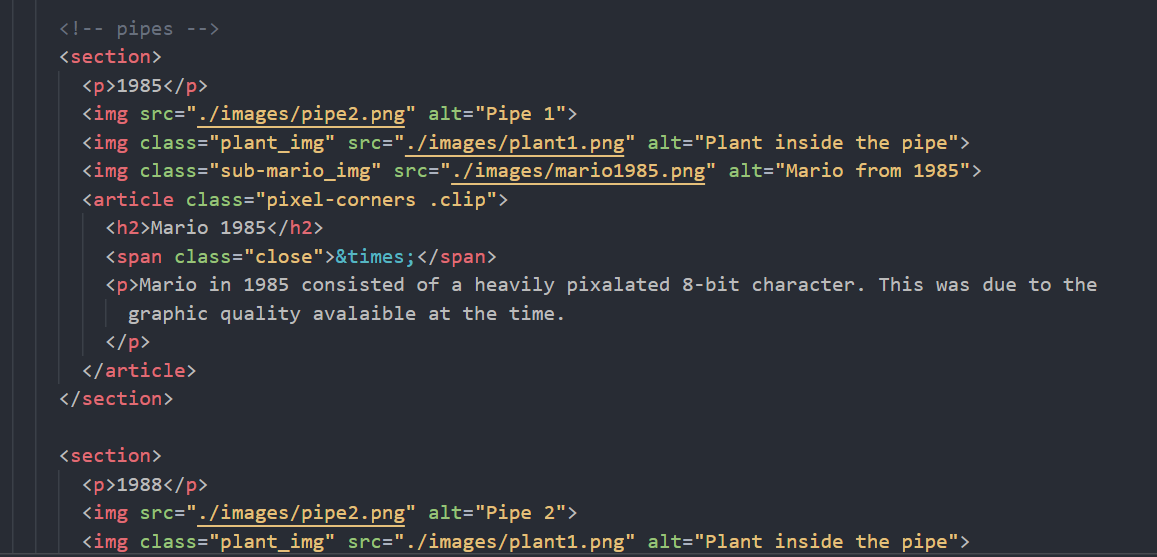 <!-- pipes -->
<section>
<p>1985</p>
<img src="./images/pipe2.png" alt="Pipe 1">
<img class="plant_img" src="./images/plant1.png" alt="Plant inside the pipe">
<img class="sub-mario_img" src="./images/mario1985.png" alt="Mario from 1985">
<article class="pixel-corners .clip">
<h2>Mario 1985</h2>
<span class="close">&times;</span>
<p>Mario in 1985 consisted of a heavily pixalated 8-bit character. This was due to the
graphic quality avalaible at the time.
</p>
</article>
</section>
<section>
<p>1988</p>
<img src="./images/pipe2.png" alt="Pipe 2">
<img class="plant_img" src="./images/plant1.png" alt="Plant inside the pipe">